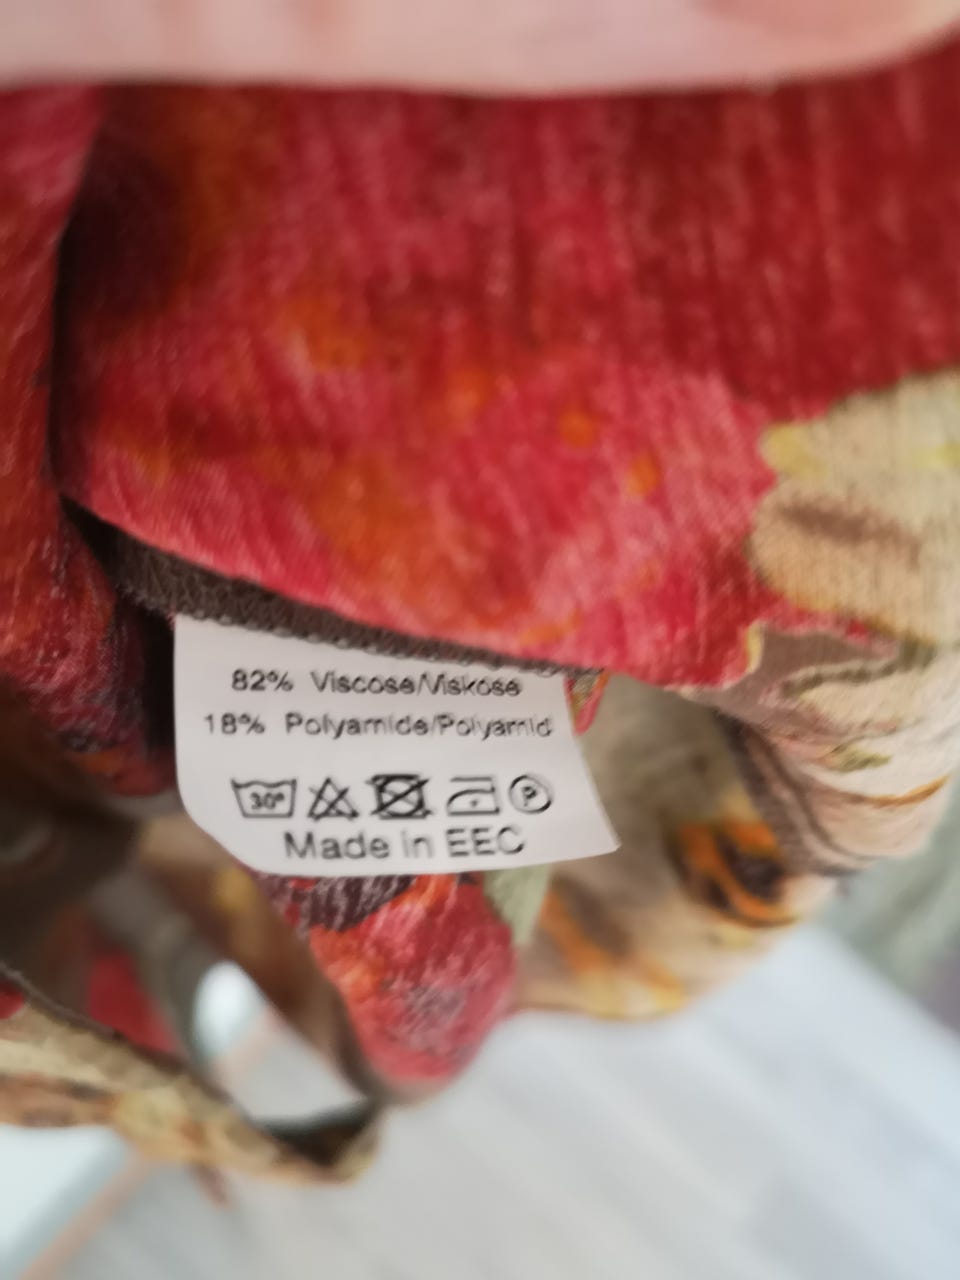 82% Viscose/Viskose
18% Polyamide/Polyamid
30° P
Made in EEC